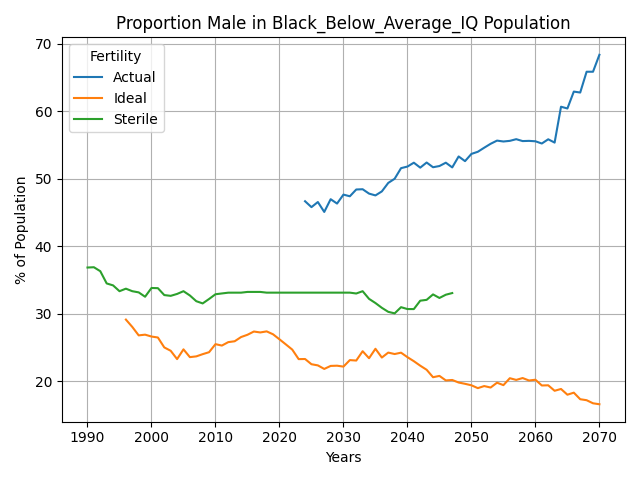 Proportion Male in Black_Below_Average_IQ Population
% of Population
70
60
50
40
30
20
Fertility
Actual
Ideal
Sterile
1990 2000 2010 2020 2030 2040 2050 2060 2070
Years